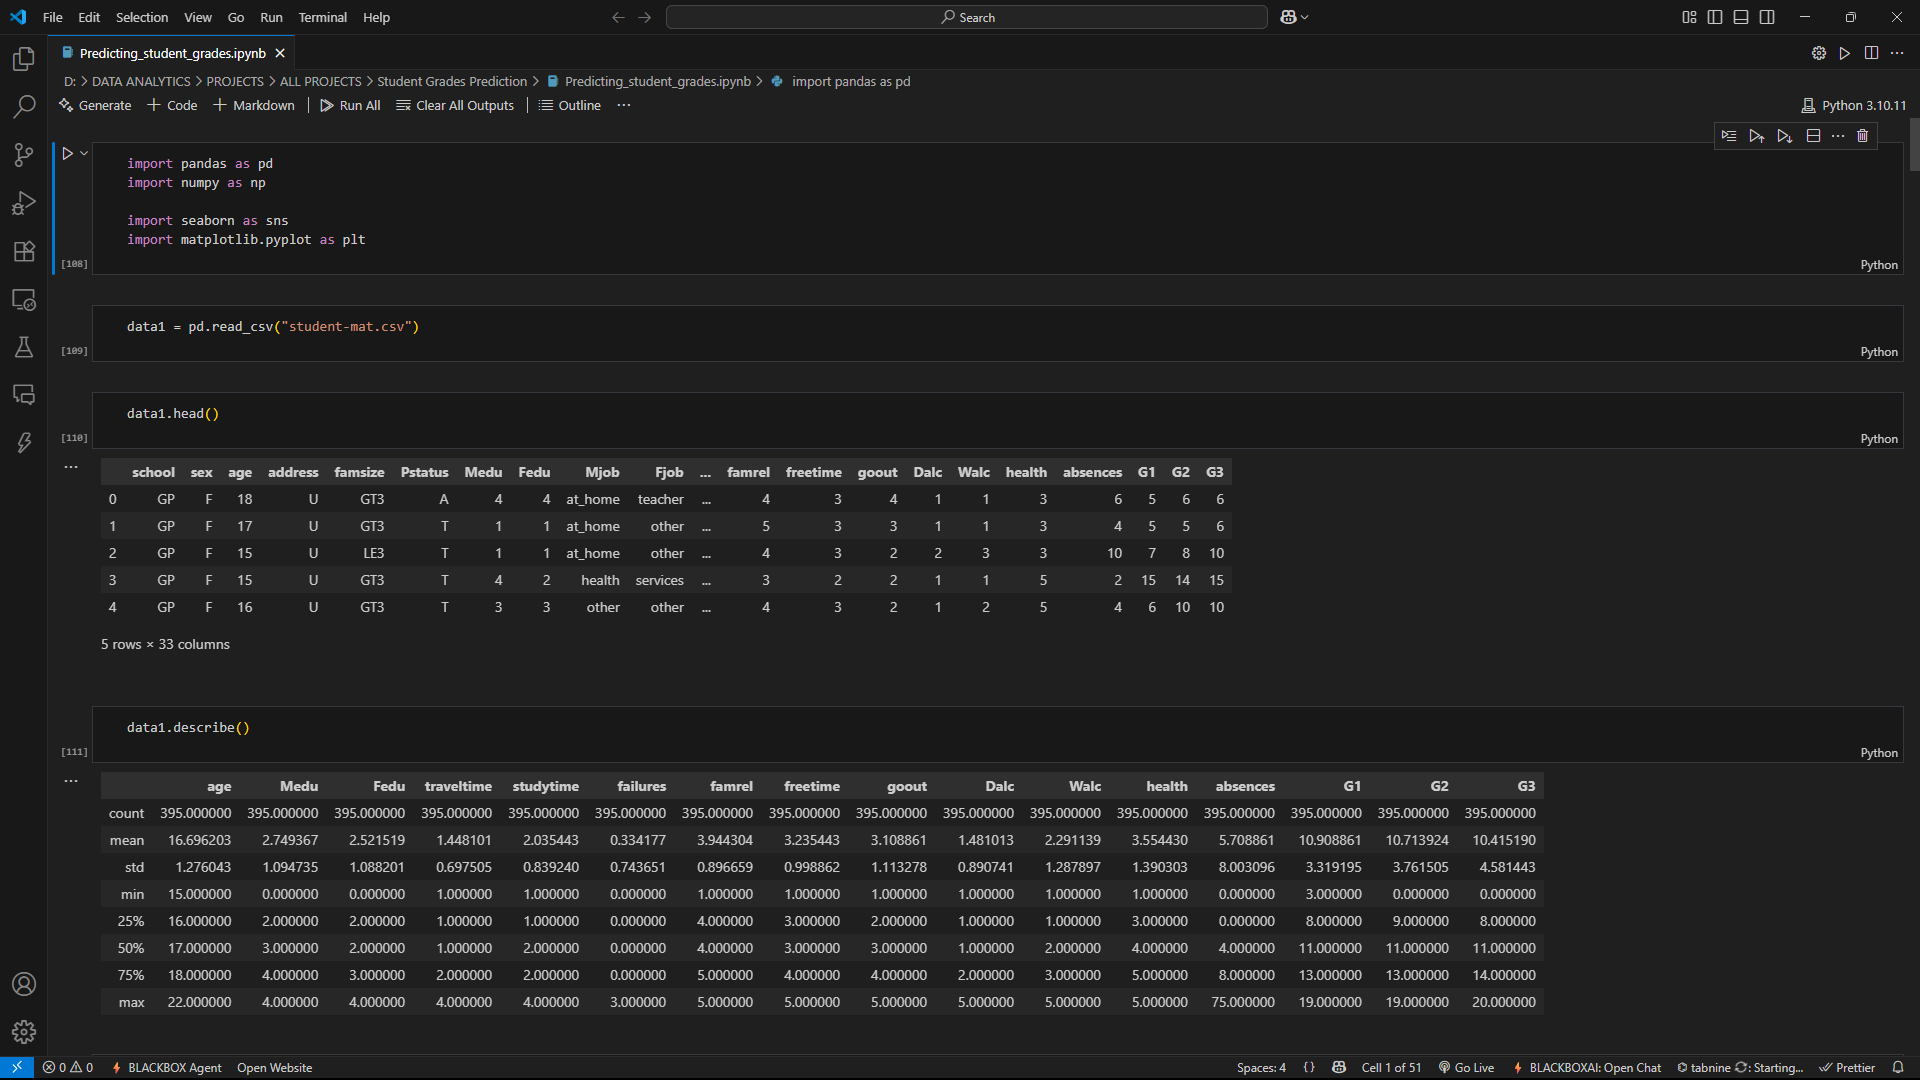 File Edit Selection View Go Run Terminal Help Search
Predicting_student_grades.ipynb
D: > DATA ANALYTICS > PROJECTS > ALL PROJECTS > Student Grades Prediction > Predicting_student_grades.ipynb > import pandas as pd
Generate + Code + Markdown | Run All Clear All Outputs | Outline ... Python 3.10.11
import pandas as pd
import numpy as np
import seaborn as sns
import matplotlib.pyplot as plt
[108] Python
data1 = pd.read_csv("student-mat.csv")
[109] Python
data1.head()
[110] Python
school sex age address famsize Pstatus Medu Fedu Mjob Fjob ... famrel freetime goout Dalc Walc health absences G1 G2 G3
0 GP F 18 U GT3 A 4 4 at_home teacher ... 4 3 4 1 1 3 6 5 6 6
1 GP F 17 U GT3 T 1 1 at_home other ... 5 3 3 1 1 3 4 5 5 6
2 GP F 15 U LE3 T 1 1 at_home other ... 4 3 2 2 3 3 10 7 8 10
3 GP F 15 U GT3 T 4 2 health services ... 3 2 2 1 1 5 2 15 14 15
4 GP F 16 U GT3 T 3 3 other other ... 4 3 2 1 2 5 4 6 10 10
5 rows × 33 columns
data1.describe()
[111] Python
age Medu Fedu traveltime studytime failures famrel freetime goout Dalc Walc health absences G1 G2 G3
count 395.000000 395.000000 395.000000 395.000000 395.000000 395.000000 395.000000 395.000000 395.000000 395.000000 395.000000 395.000000 395.000000 395.000000 395.000000 395.000000
mean 16.696203 2.749367 2.521519 1.448101 2.035443 0.334177 3.944304 3.235443 3.108861 1.481013 2.291139 3.554430 5.708861 10.908861 10.713924 10.415190
std 1.276043 1.094735 1.088201 0.697505 0.839240 0.743651 0.896659 0.998862 1.113278 0.890741 1.287897 1.390303 8.003096 3.319195 3.761505 4.581443
min 15.000000 0.000000 0.000000 1.000000 1.000000 0.000000 1.000000 1.000000 1.000000 1.000000 1.000000 1.000000 0.000000 3.000000 0.000000 0.000000
25% 16.000000 2.000000 2.000000 1.000000 1.000000 0.000000 4.000000 3.000000 2.000000 1.000000 1.000000 3.000000 0.000000 8.000000 9.000000 8.000000
50% 17.000000 3.000000 2.000000 1.000000 2.000000 0.000000 4.000000 3.000000 3.000000 1.000000 2.000000 4.000000 4.000000 11.000000 11.000000 11.000000
75% 18.000000 4.000000 3.000000 2.000000 2.000000 0.000000 5.000000 4.000000 4.000000 2.000000 3.000000 5.000000 8.000000 13.000000 13.000000 14.000000
max 22.000000 4.000000 4.000000 4.000000 4.000000 3.000000 5.000000 5.000000 5.000000 5.000000 5.000000 5.000000 75.000000 19.000000 19.000000 20.000000
0 0 BLACKBOX Agent Open Website Spaces: 4 {} Cell 1 of 51 Go Live BLACKBOXAI: Open Chat tabnine : Starting... Prettier